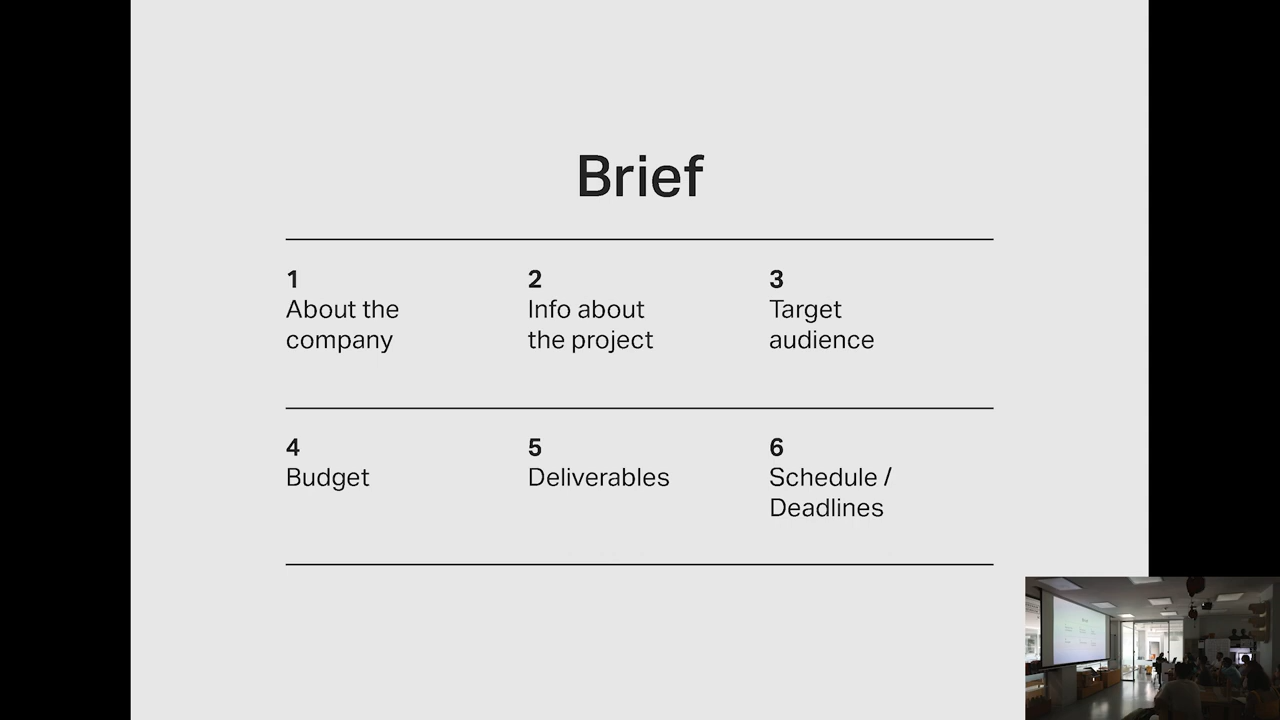 Brief
1
About the
company
2
Info about
the project
3
Target
audience
4
Budget
5
Deliverables
6
Schedule /
Deadlines